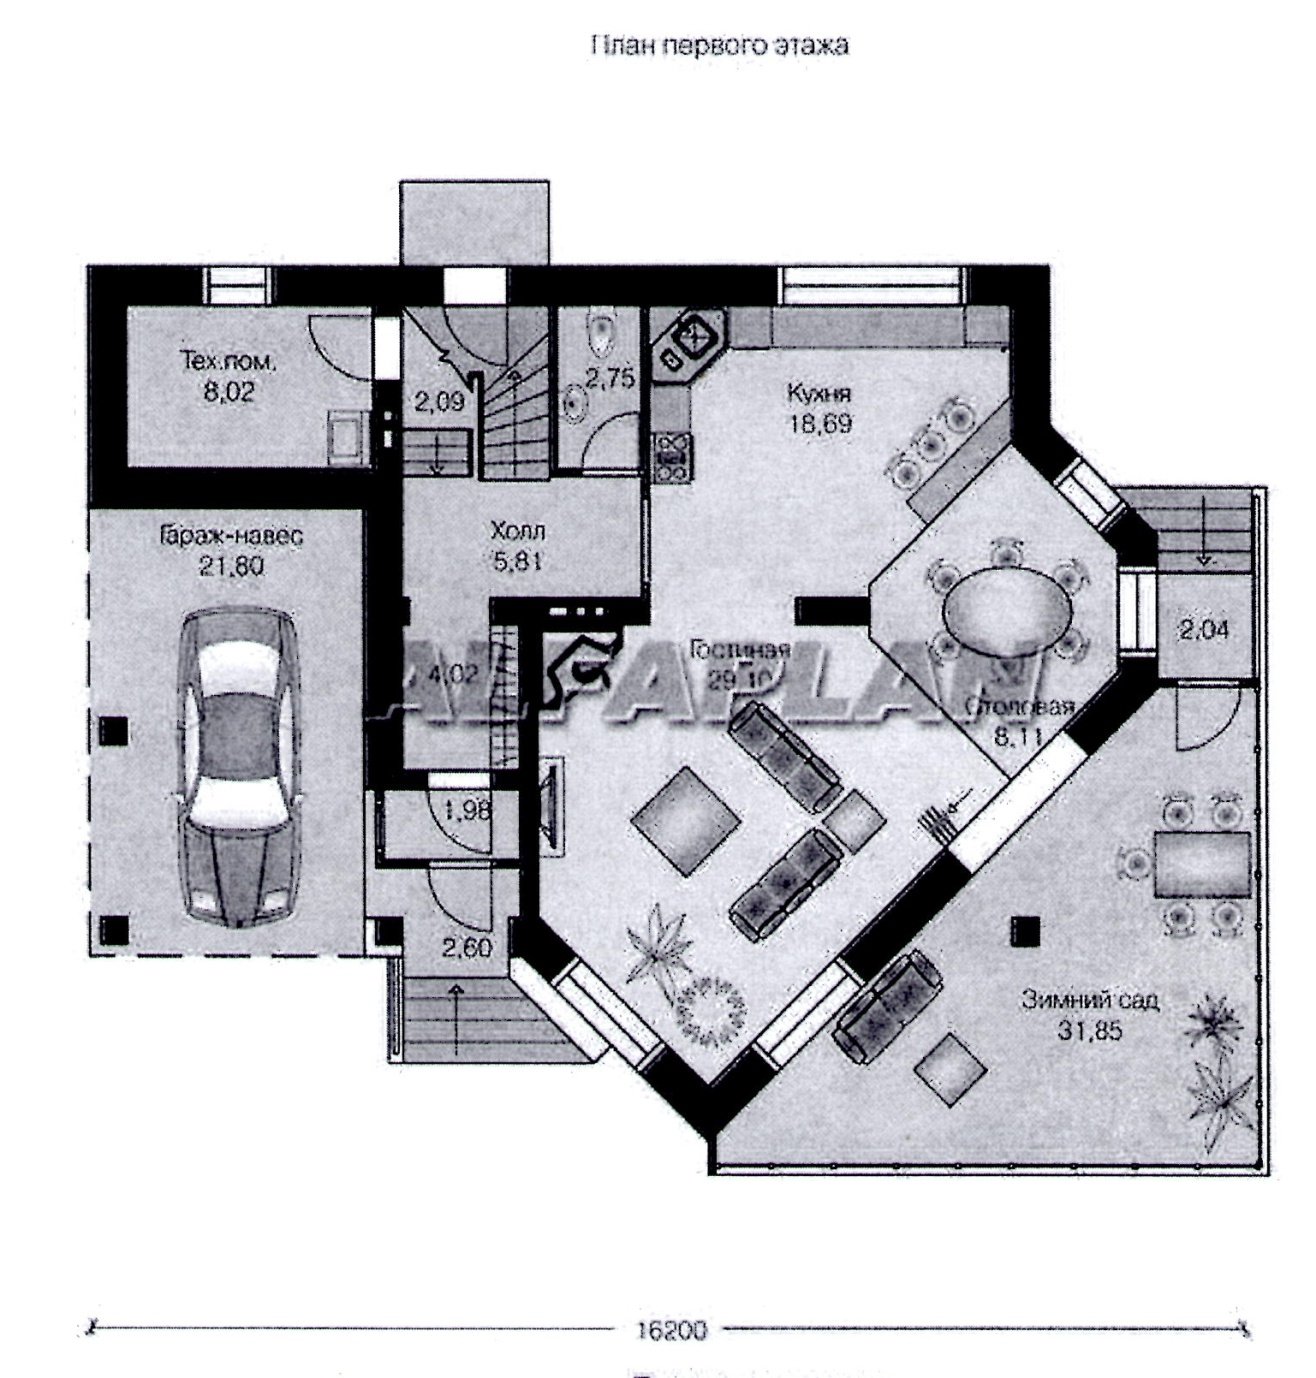 План первого этажа
Тех.пом.
8,02
2,09
2,75
Кухня
18,69
Гараж-навес
21,80
Холл
5,81
2,04
Гостиная
29,10
4,02
Столовая
8,11
1,98
2,60
Зимний сад
31,85
16200